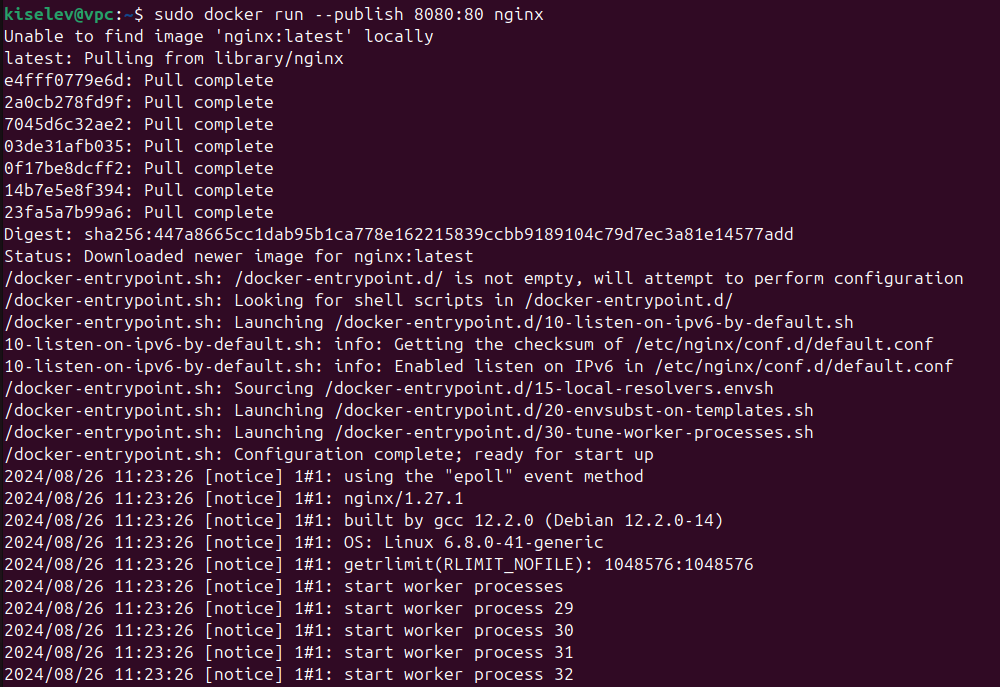 kiselev@vpc:~$ sudo docker run --publish 8080:80 nginx
Unable to find image 'nginx:latest' locally
latest: Pulling from library/nginx
e4fff0779e6d: Pull complete
2a0cb278fd9f: Pull complete
7045d6c32ae2: Pull complete
03de31afb035: Pull complete
0f17be8dcff2: Pull complete
14b7e5e8f394: Pull complete
23fa5a7b99a6: Pull complete
Digest: sha256:447a8665cc1dab95b1ca778e162215839ccbb9189104c79d7ec3a81e14577add
Status: Downloaded newer image for nginx:latest
/docker-entrypoint.sh: /docker-entrypoint.d/ is not empty, will attempt to perform configuration
/docker-entrypoint.sh: Looking for shell scripts in /docker-entrypoint.d/
/docker-entrypoint.sh: Launching /docker-entrypoint.d/10-listen-on-ipv6-by-default.sh
10-listen-on-ipv6-by-default.sh: info: Getting the checksum of /etc/nginx/conf.d/default.conf
10-listen-on-ipv6-by-default.sh: info: Enabled listen on IPv6 in /etc/nginx/conf.d/default.conf
/docker-entrypoint.sh: Sourcing /docker-entrypoint.d/15-local-resolvers.envsh
/docker-entrypoint.sh: Launching /docker-entrypoint.d/20-envsubst-on-templates.sh
/docker-entrypoint.sh: Launching /docker-entrypoint.d/30-tune-worker-processes.sh
/docker-entrypoint.sh: Configuration complete; ready for start up
2024/08/26 11:23:26 [notice] 1#1: using the "epoll" event method
2024/08/26 11:23:26 [notice] 1#1: nginx/1.27.1
2024/08/26 11:23:26 [notice] 1#1: built by gcc 12.2.0 (Debian 12.2.0-14)
2024/08/26 11:23:26 [notice] 1#1: OS: Linux 6.8.0-41-generic
2024/08/26 11:23:26 [notice] 1#1: getrlimit(RLIMIT_NOFILE): 1048576:1048576
2024/08/26 11:23:26 [notice] 1#1: start worker processes
2024/08/26 11:23:26 [notice] 1#1: start worker process 29
2024/08/26 11:23:26 [notice] 1#1: start worker process 30
2024/08/26 11:23:26 [notice] 1#1: start worker process 31
2024/08/26 11:23:26 [notice] 1#1: start worker process 32